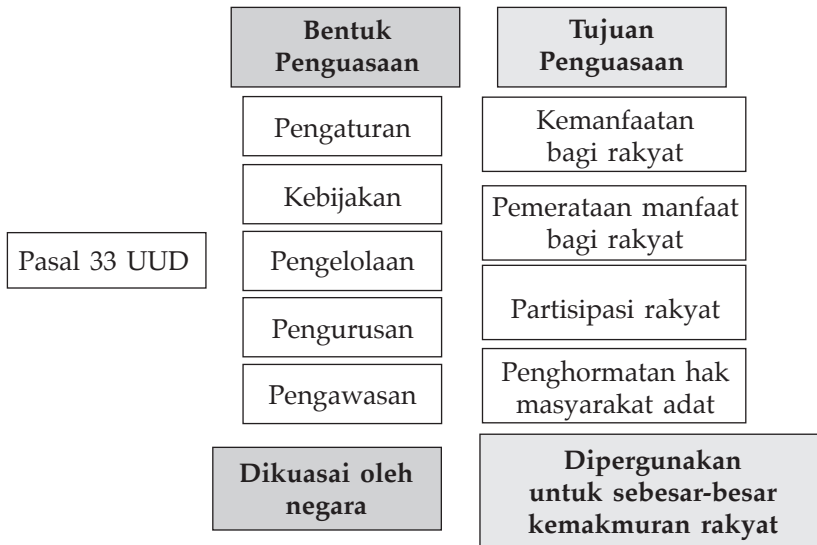 Bentuk
Penguasaan
Tujuan
Penguasaan
Pengaturan
Kemanfaatan
bagi rakyat
Kebijakan
Pemerataan manfaat
bagi rakyat
Pasal 33 UUD
Pengelolaan
Partisipasi rakyat
Pengurusan
Pengawasan
Penghormatan hak
masyarakat adat
Dikuasai oleh
negara
Dipergunakan
untuk sebesar-besar
kemakmuran rakyat